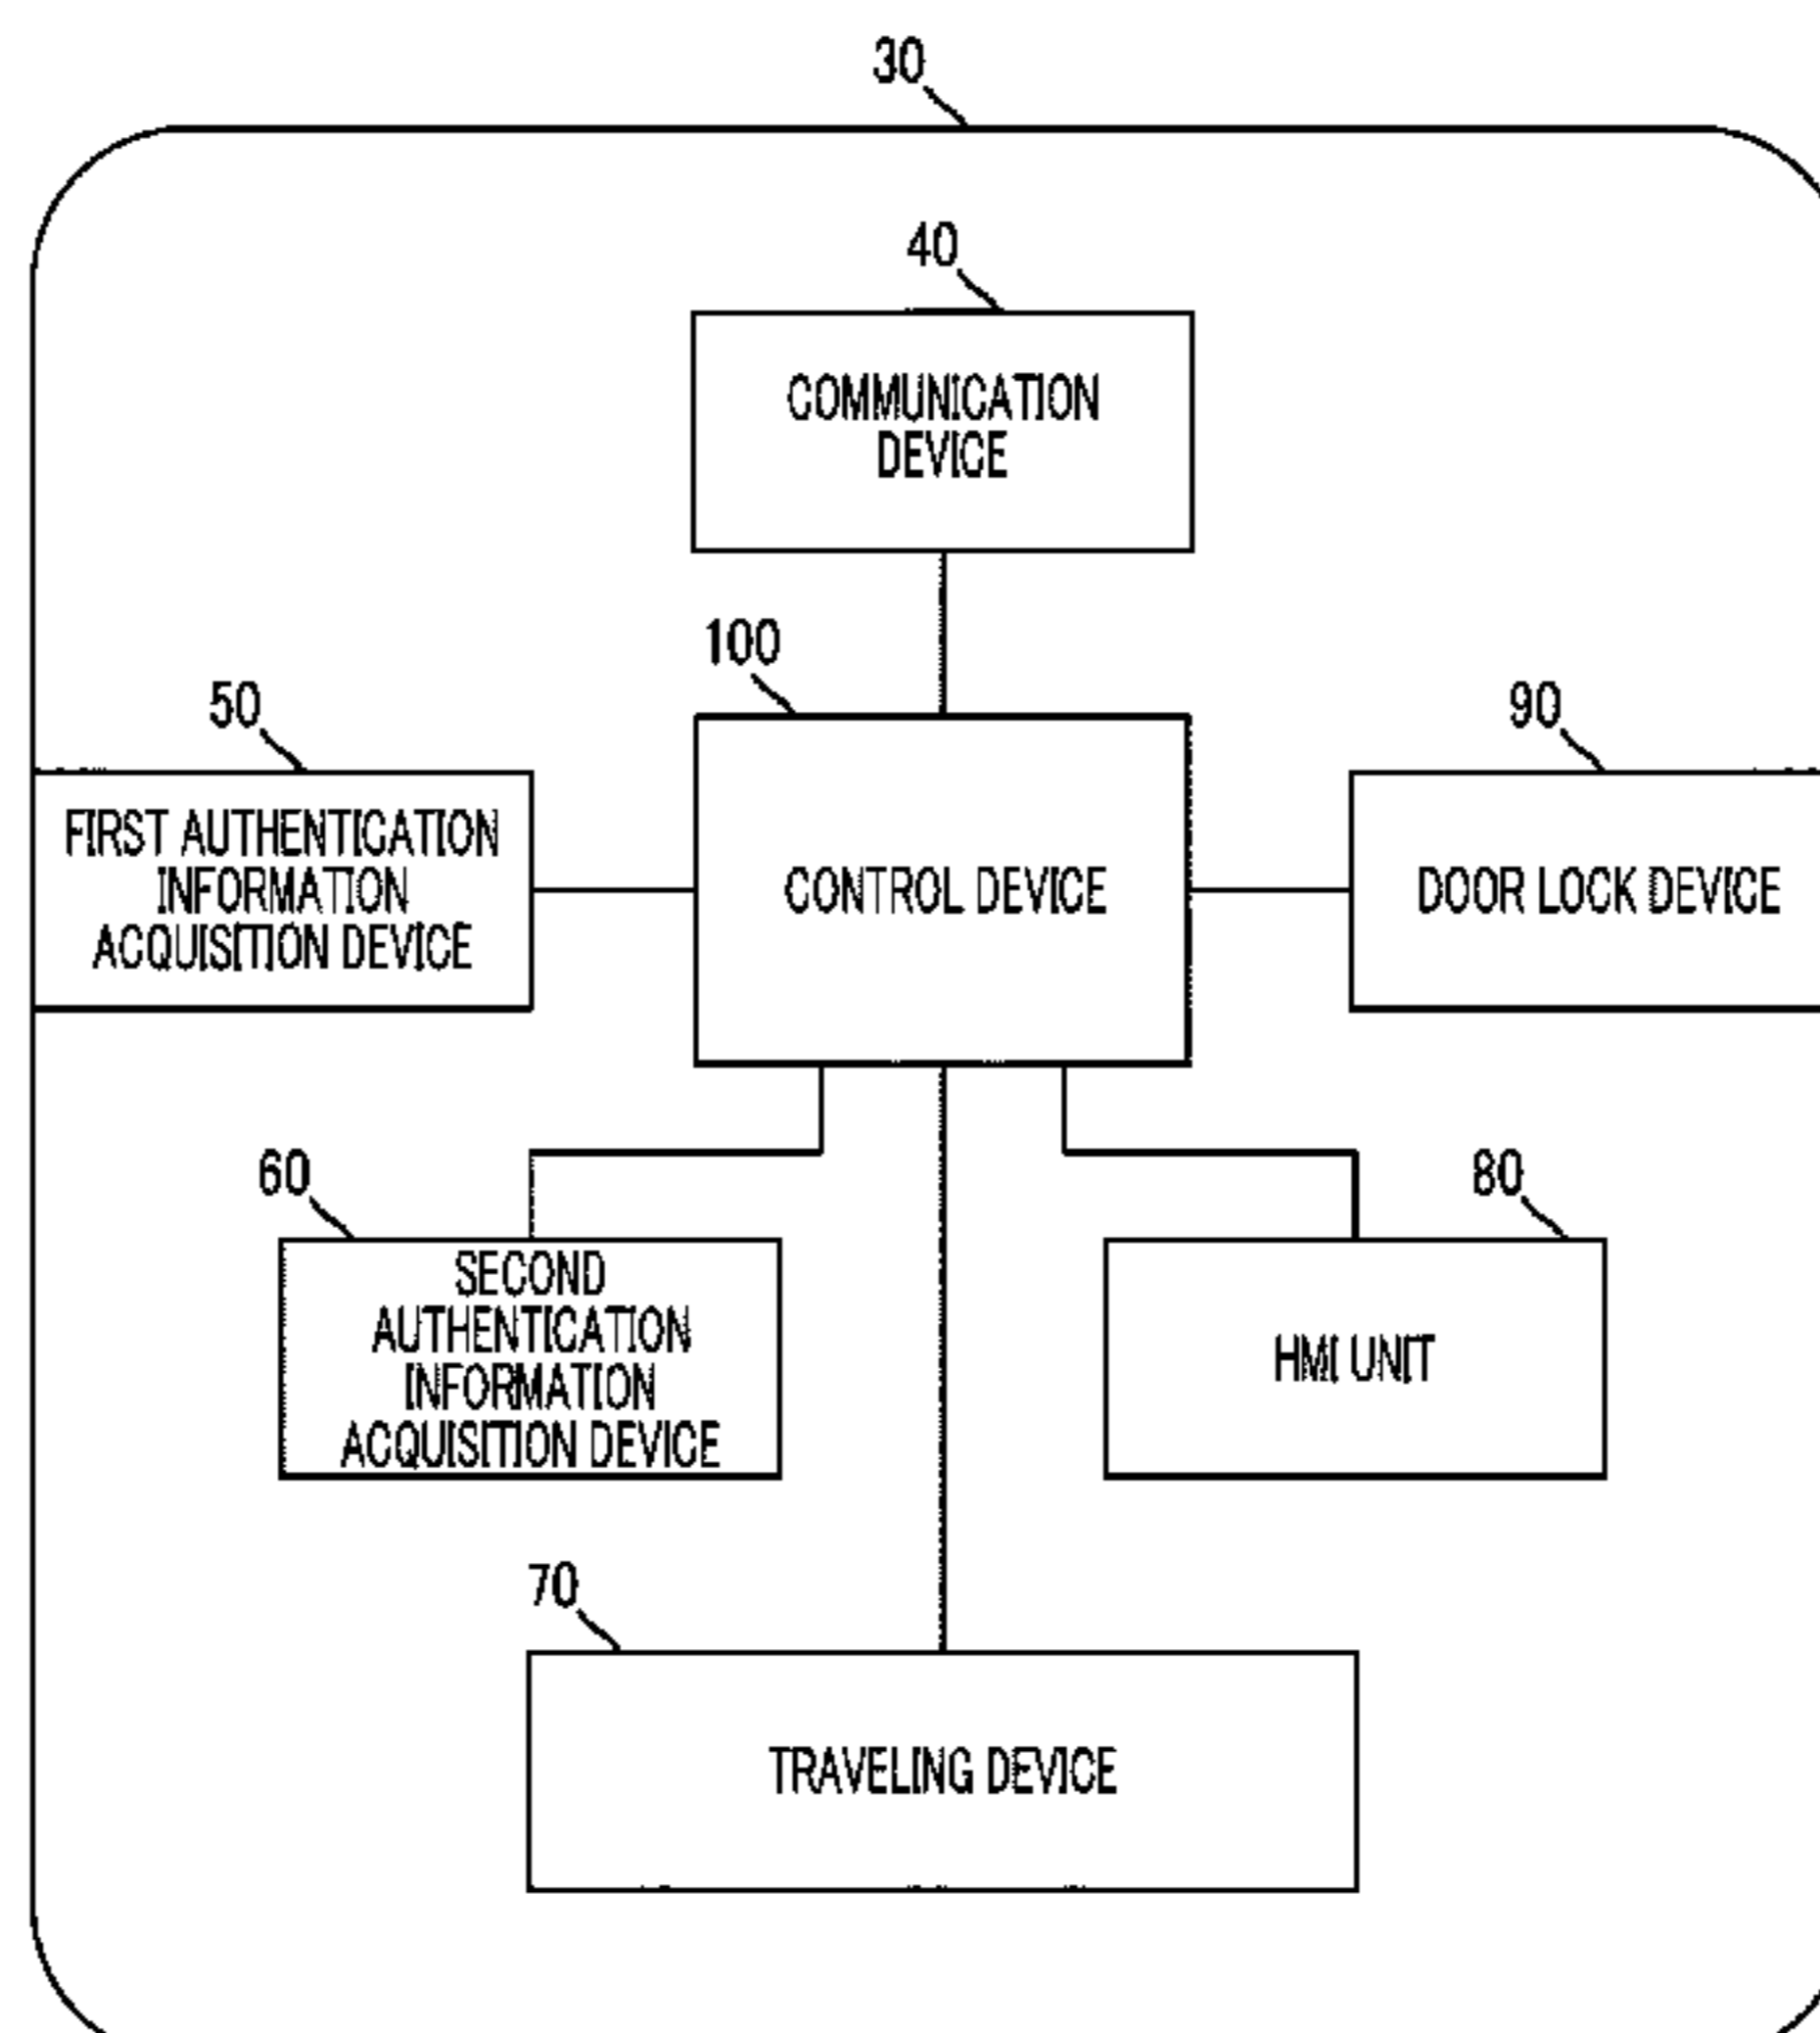 30
40
COMMUNICATION
DEVICE
100
50
90
FIRST AUTHENTICATION
INFORMATION
ACQUISITION DEVICE
CONTROL DEVICE
DOOR LOCK DEVICE
60
80
SECOND
AUTHENTICATION
INFORMATION
ACQUISITION DEVICE
HMI UNIT
70
TRAVELING DEVICE